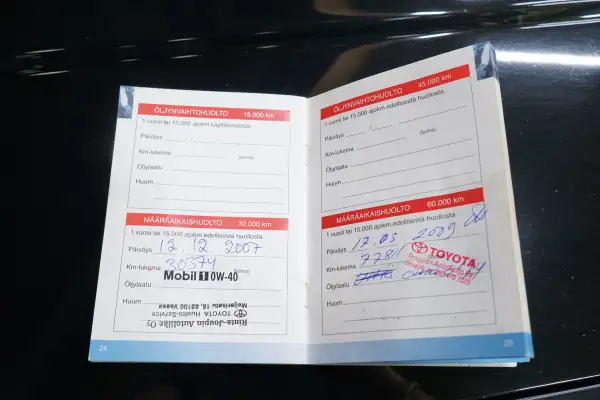 ÖLJYNVAIHTOHUOLTO 15.000 km
1 vuosi tai 15.000 ajokm käyttöönotosta.
Päiväys
Km-lukema
Öljylaatu
Huom.
MÄÄRÄAIKAISHUOLTO 30.000 km
1 vuosi tai 15.000 ajokm edellisestä huollosta.
Päiväys 12.12 2007
Km-lukema 30374
Öljylaatu Mobil 1 0W-40
Huom.
Rinta-Joupin Autoliike Oy
TOYOTA Huolto-Service
Meijerikatu 16, 65100 Vaasa
24
ÖLJYNVAIHTOHUOLTO 45.000 km
1 vuosi tai 15.000 ajokm edellisestä huollosta.
Päiväys
Km-lukema
Öljylaatu
Huom.
MÄÄRÄAIKAISHUOLTO 60.000 km
1 vuosi tai 15.000 ajokm edellisestä huollosta.
Päiväys 17.03 2009
Km-lukema
TOYOTA
Öljylaatu
Huom.